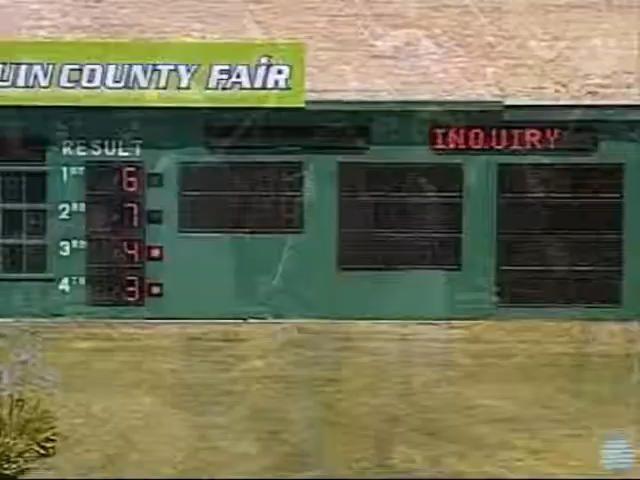 UIN COUNTY FAIR
INQUIRY
RESULT
1ST 6
2ND 7
3RD 4
4TH 3